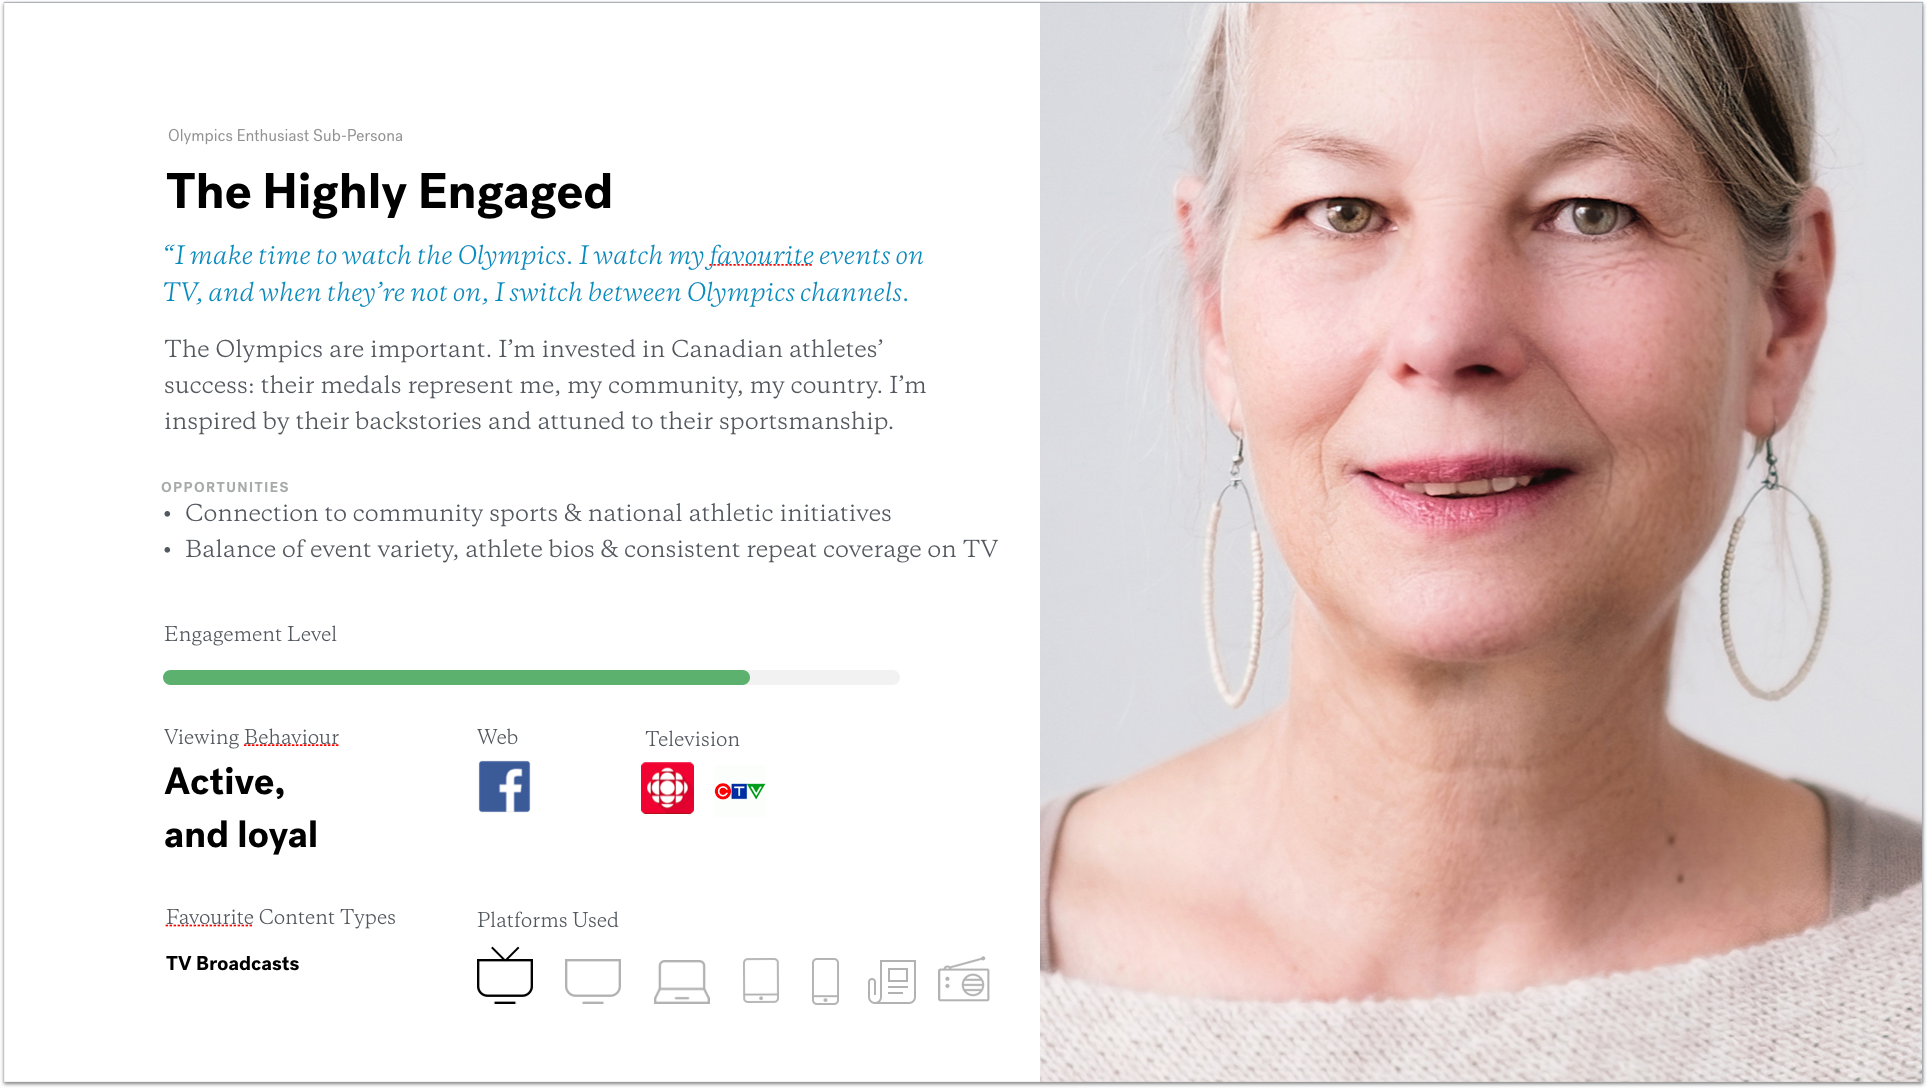 Olympics Enthusiast Sub-Persona
The Highly Engaged
“I make time to watch the Olympics. I watch my favourite events on
TV, and when they’re not on, I switch between Olympics channels.
The Olympics are important. I’m invested in Canadian athletes’
success: their medals represent me, my community, my country. I’m
inspired by their backstories and attuned to their sportsmanship.
OPPORTUNITIES
• Connection to community sports & national athletic initiatives
• Balance of event variety, athlete bios & consistent repeat coverage on TV
Engagement Level
Viewing Behaviour
Active,
and loyal
Web
f
Television
CTV
Favourite Content Types
TV Broadcasts
Platforms Used